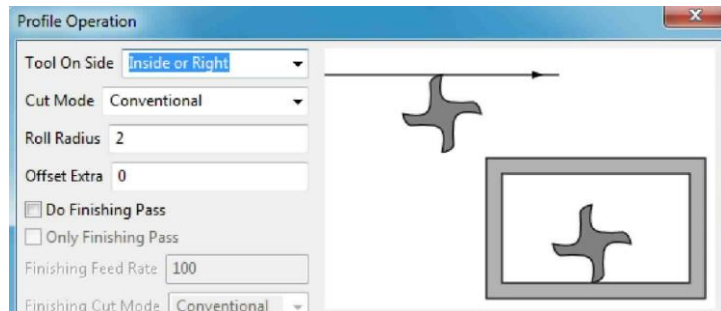 Profile Operation
x
Tool On Side Inside or Right
Cut Mode Conventional
Roll Radius 2
Offset Extra 0
Do Finishing Pass
Only Finishing Pass
Finishing Feed Rate 100
Finishing Cut Mode Conventional